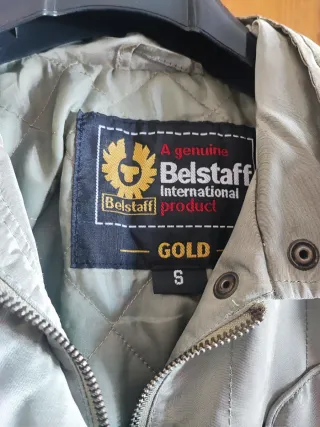 A genuine
Belstaff
International
product
Belstaff
GOLD
S